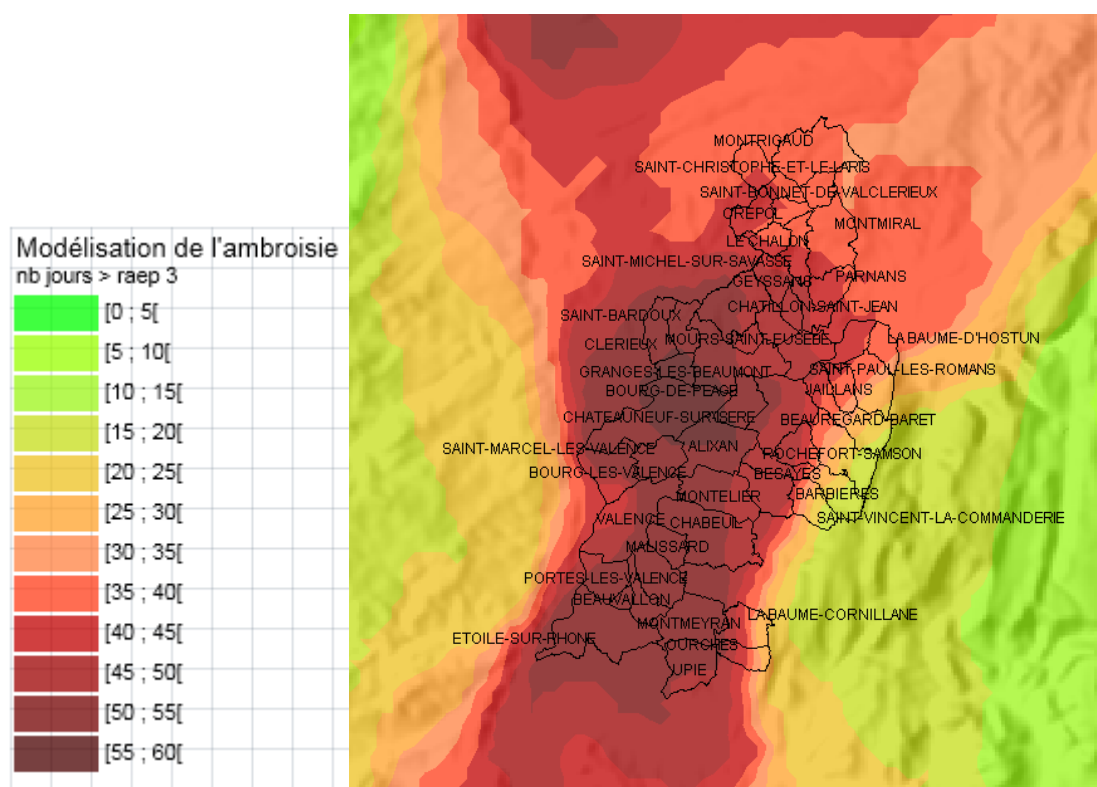 Modélisation de l'ambroisie
nb jours > raep 3
[0 ; 5[
[5 ; 10[
[10 ; 15[
[15 ; 20[
[20 ; 25[
[25 ; 30[
[30 ; 35[
[35 ; 40[
[40 ; 45[
[45 ; 50[
[50 ; 55[
[55 ; 60[
MONTRIGAUD
SAINT-CHRISTOPHE-ET-LE-LARIS
SAINT-BONNET-DE-VALCLERIEUX
CREPOL
MONTMIRAL
LE CHALON
SAINT-MICHEL-SUR-SAVASSE
PARNANS
GEYSSANS
CHATILLON-SAINT-JEAN
SAINT-BARDOUX
CLERIEUX
MOURS-SAINT-EUSEBE
LA BAUME-D'HOSTUN
GRANGES-LES-BEAUMONT
SAINT-PAUL-LES-ROMANS
BOURG-DE-PEAGE
JAILLANS
CHATEAUNEUF-SUR-ISERE
BEAUREGARD-BARET
SAINT-MARCEL-LES-VALENCE
ALIXAN
ROCHEFORT-SAMSON
BOURG-LES-VALENCE
BESAYES
MONTELIER
BARBIERES
VALENCE
CHABEUIL
SAINT-VINCENT-LA-COMMANDERIE
MALISSARD
PORTES-LES-VALENCE
BEAUVALLON
LA BAUME-CORNILLANE
MONTMEYRAN
ETOILE-SUR-RHONE
OURCHES
UPIE